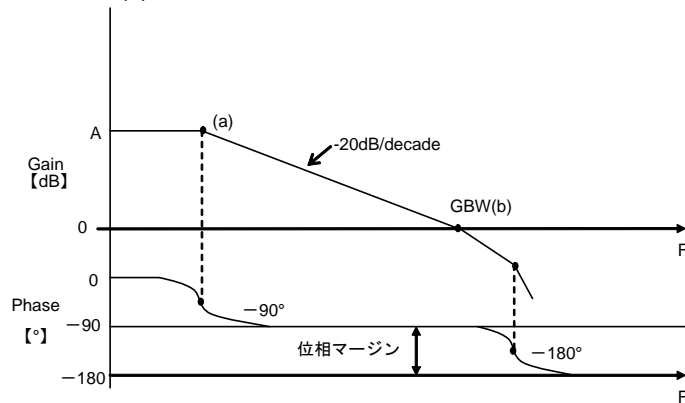 A
(a)
-20dB/decade
Gain
【dB】
GBW(b)
0
F
0
Phase
【°】
−90°
−90
位相マージン
−180°
−180
F